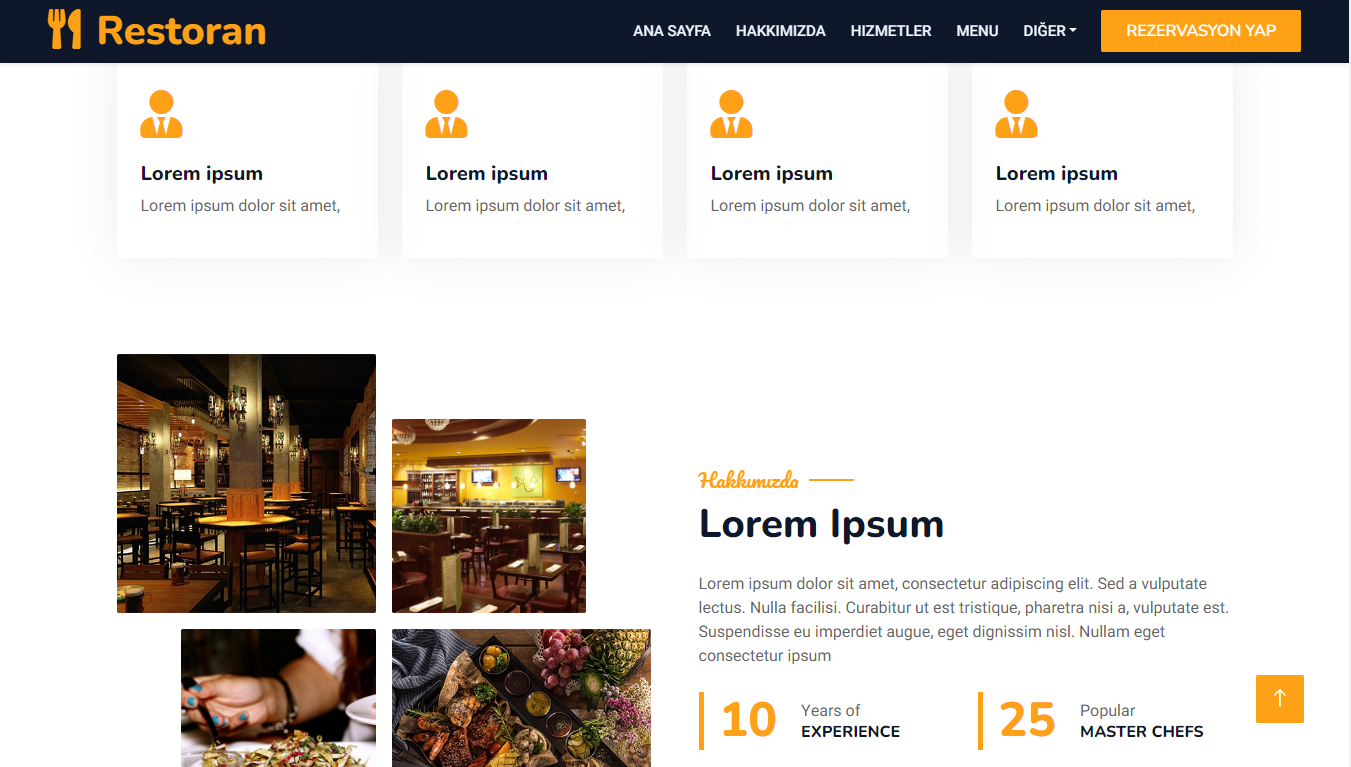 Restoran
ANA SAYFA HAKKIMIZDA HIZMETLER MENU DIĞER REZERVASYON YAP
Lorem ipsum Lorem ipsum Lorem ipsum Lorem ipsum
Lorem ipsum dolor sit amet, Lorem ipsum dolor sit amet, Lorem ipsum dolor sit amet, Lorem ipsum dolor sit amet,
Hakkımızda
Lorem Ipsum
Lorem ipsum dolor sit amet, consectetur adipiscing elit. Sed a vulputate
lectus. Nulla facilisi. Curabitur ut est tristique, pharetra nisi a, vulputate est.
Suspendisse eu imperdiet augue, eget dignissim nisl. Nullam eget
consectetur ipsum
10 Years of
EXPERIENCE
25 Popular
MASTER CHEFS